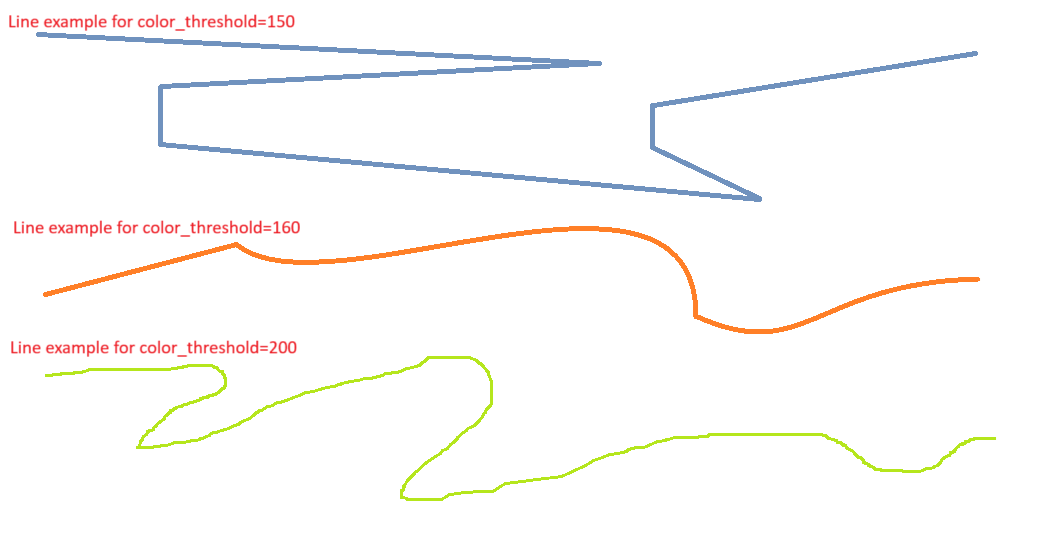 Line example for color_threshold=150
Line example for color_threshold=160
Line example for color_threshold=200